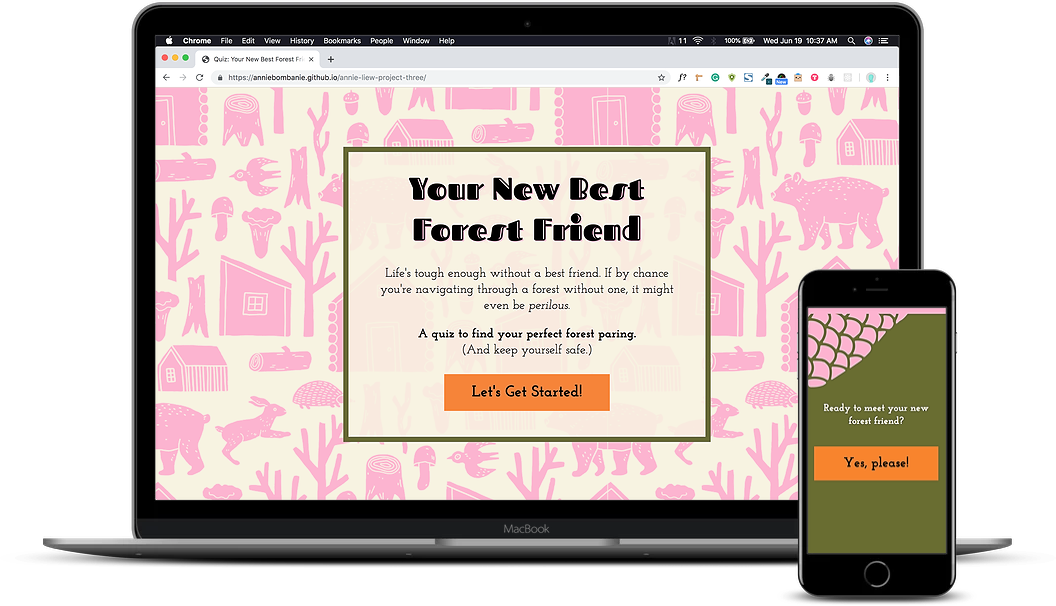 Chrome File Edit View History Bookmarks People Window Help 11 100% Wed Jun 19 10:37 AM
Quiz: Your New Best Forest Fri
https://anniebombanie.github.io/annie-liew-project-three/
New
Your New Best
Forest Friend
Life's tough enough without a best friend. If by chance
you're navigating through a forest without one, it might
even be perilous.
A quiz to find your perfect forest paring.
(And keep yourself safe.)
Let's Get Started!
MacBook
Ready to meet your new
forest friend?
Yes, please!